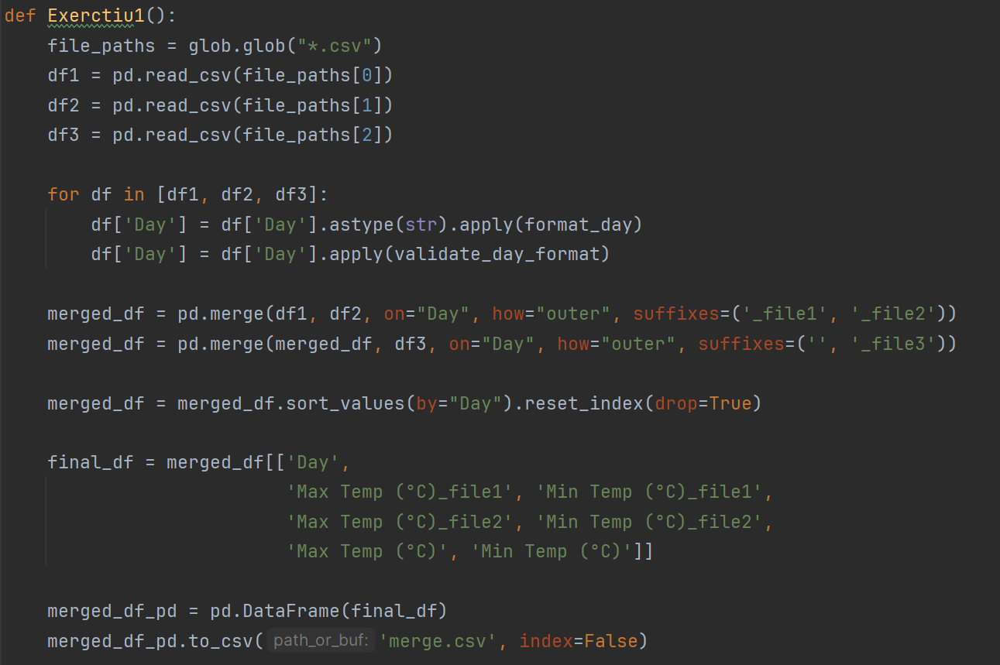 def Exerctiu1():
    file_paths = glob.glob("*.csv")
    df1 = pd.read_csv(file_paths[0])
    df2 = pd.read_csv(file_paths[1])
    df3 = pd.read_csv(file_paths[2])
    for df in [df1, df2, df3]:
        df['Day'] = df['Day'].astype(str).apply(format_day)
        df['Day'] = df['Day'].apply(validate_day_format)
    merged_df = pd.merge(df1, df2, on="Day", how="outer", suffixes=('_file1', '_file2'))
    merged_df = pd.merge(merged_df, df3, on="Day", how="outer", suffixes=('', '_file3'))
    merged_df = merged_df.sort_values(by="Day").reset_index(drop=True)
    final_df = merged_df[['Day',
                          'Max Temp (°C)_file1', 'Min Temp (°C)_file1',
                          'Max Temp (°C)_file2', 'Min Temp (°C)_file2',
                          'Max Temp (°C)', 'Min Temp (°C)']]
    merged_df_pd = pd.DataFrame(final_df)
    merged_df_pd.to_csv( path_or_buf: 'merge.csv', index=False)